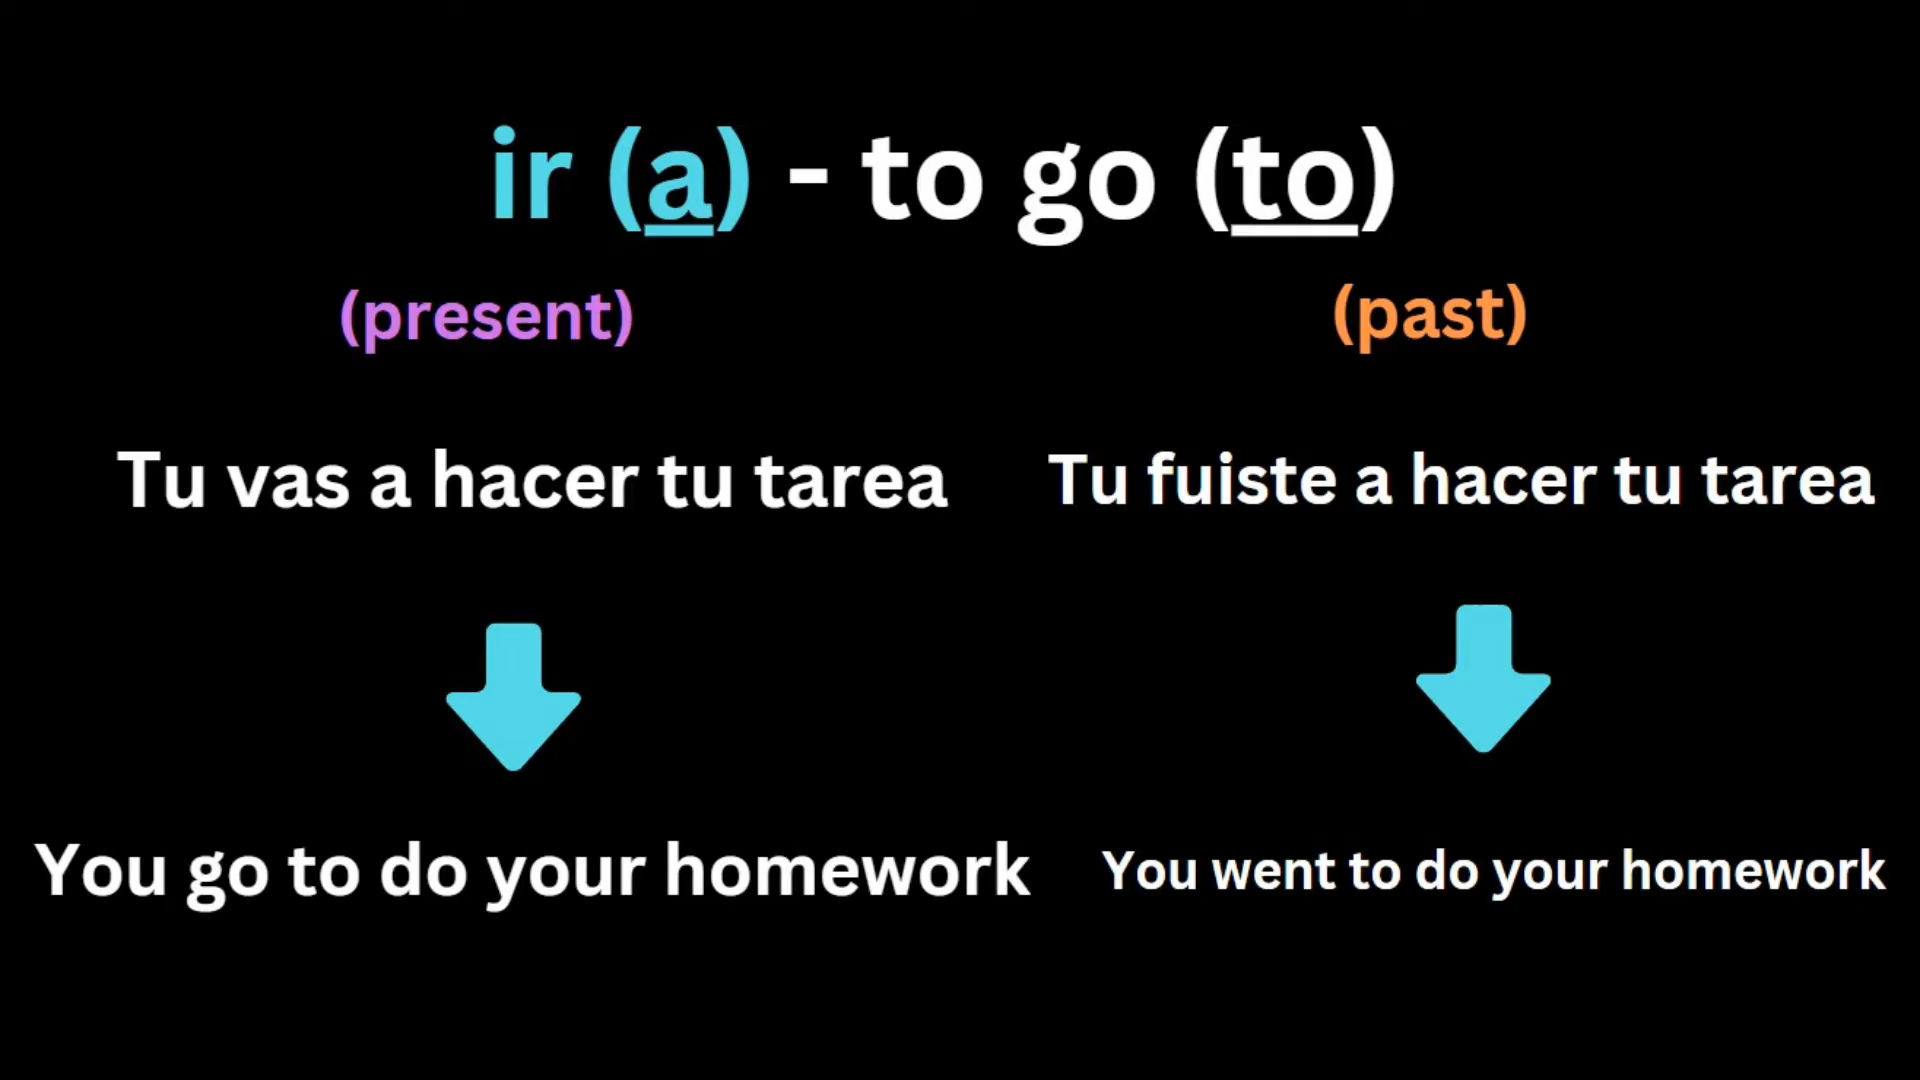 ir (a) - to go (to)
(present)
(past)
Tu vas a hacer tu tarea
Tu fuiste a hacer tu tarea
You go to do your homework
You went to do your homework